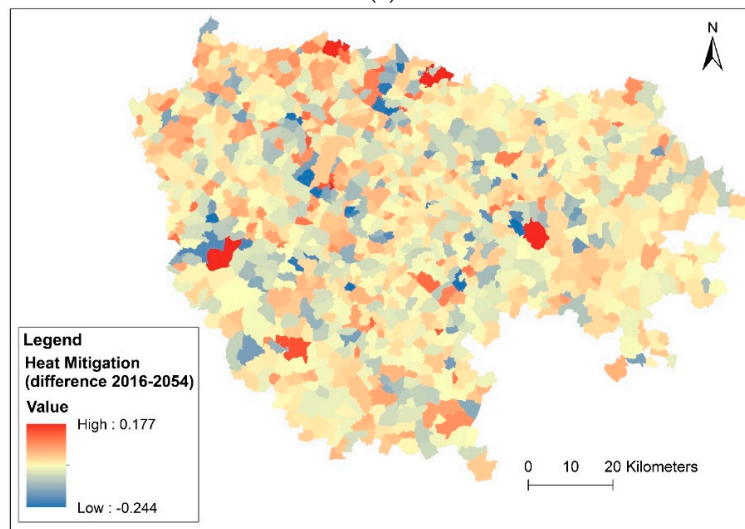 N
Legend
Heat Mitigation
(difference 2016-2054)
Value
High : 0.177
Low : -0.244
0 10 20 Kilometers